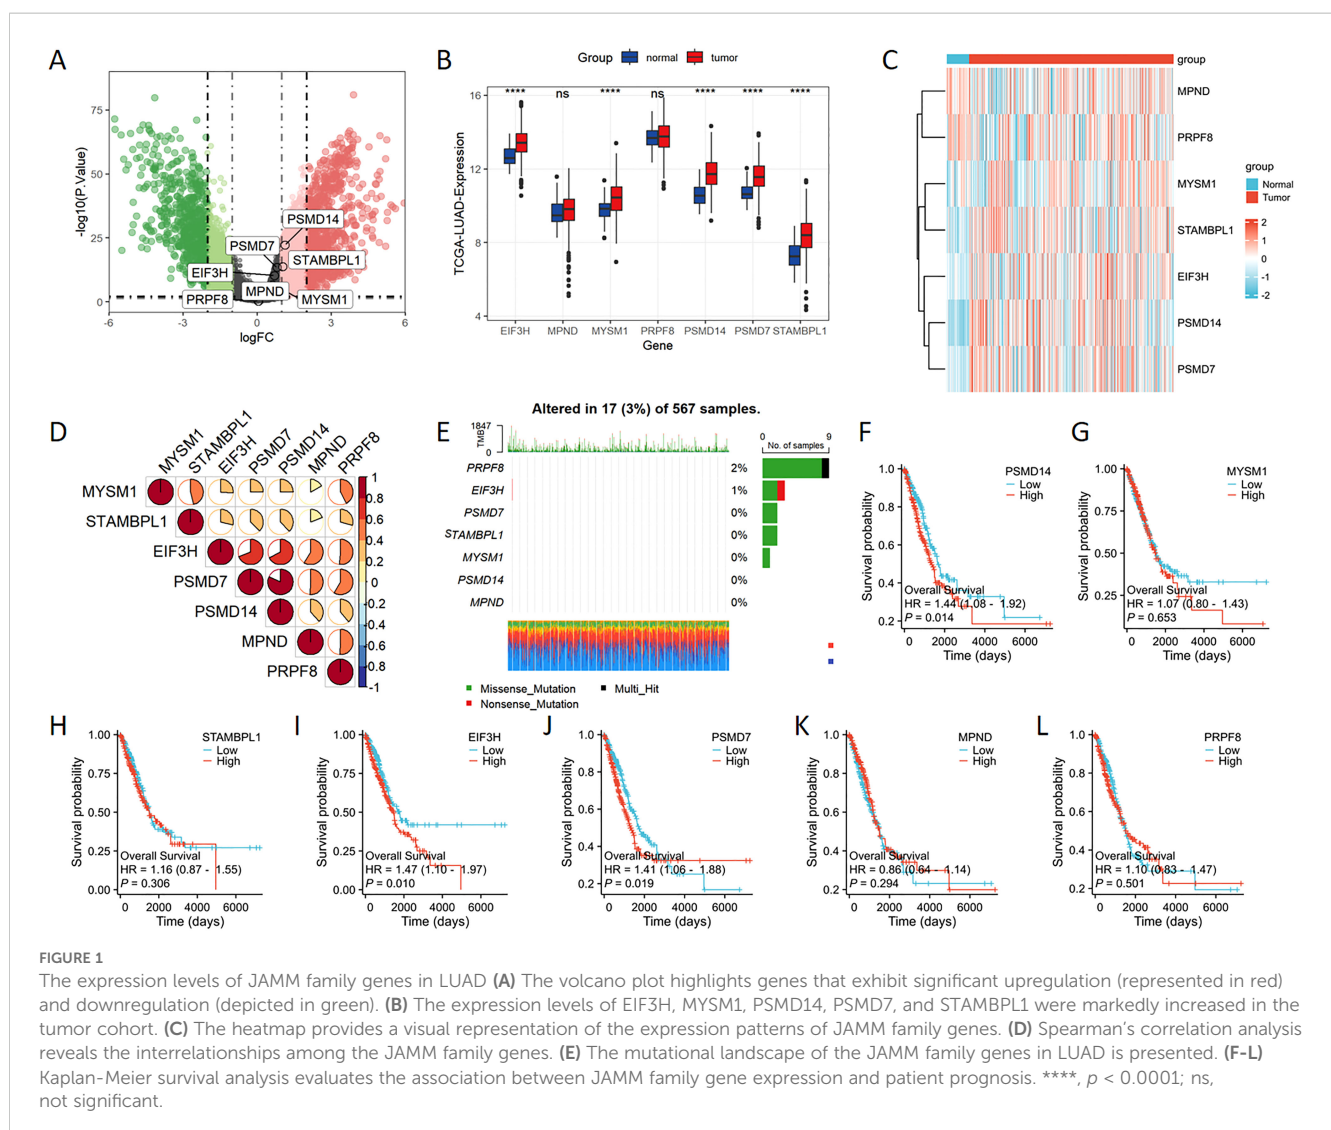 A
75
50
25
0
-log10(P. Value)
PSMD14
PSMD7
STAMBPL1
EIF3H
MPND
PRPF8
MYSM1
-6
-3
0
3
6
logFC
B
Group
normal
tumor
****
ns
****
ns
****
****
****
16
12
8
4
TCGA-LUAD-Expression
EIF3H
MPND
MYSM1
PRPF8
PSMD14
PSMD7
STAMBPL1
Gene
C
group
MPND
PRPF8
MYSM1
STAMBPL1
EIF3H
PSMD14
PSMD7
group
Normal
Tumor
2
1
0
-1
-2
D
MYSM1
STAMBPL1
EIF3H
PSMD7
PSMD14
MPND
PRPF8
MYSM1
STAMBPL1
EIF3H
PSMD7
PSMD14
MPND
PRPF8
1
0.8
0.6
0.4
0.2
0
-0.2
-0.4
-0.6
-0.8
-1
E
Altered in 17 (3%) of 567 samples.
1847
0
TMB
0
9
No. of samples
PRPF8
2%
EIF3H
1%
PSMD7
0%
STAMBPL1
0%
MYSM1
0%
PSMD14
0%
MPND
0%
Missense_Mutation
Nonsense_Mutation
Multi_Hit
F
PSMD14
Low
High
1.0
0.8
0.6
0.4
0.2
Survival probability
Overall Survival
HR = 1.44 (1.08 - 1.92)
P = 0.014
0
2000
4000
6000
Time (days)
G
MYSM1
Low
High
1.00
0.75
0.50
0.25
Survival probability
Overall Survival
HR = 1.07 (0.80 - 1.43)
P = 0.653
0
2000
4000
6000
Time (days)
H
STAMBPL1
Low
High
1.00
0.75
0.50
0.25
0.00
Survival probability
Overall Survival
HR = 1.16 (0.87 - 1.55)
P = 0.306
0
2000
4000
6000
Time (days)
I
EIF3H
Low
High
1.00
0.75
0.50
0.25
0.00
Survival probability
Overall Survival
HR = 1.47 (1.10 - 1.97)
P = 0.010
0
2000
4000
6000
Time (days)
J
PSMD7
Low
High
1.0
0.8
0.6
0.4
0.2
Survival probability
Overall Survival
HR = 1.41 (1.06 - 1.88)
P = 0.019
0
2000
4000
6000
Time (days)
K
MPND
Low
High
1.0
0.8
0.6
0.4
0.2
Survival probability
Overall Survival
HR = 0.86 (0.64 - 1.14)
P = 0.294
0
2000
4000
6000
Time (days)
L
PRPF8
Low
High
1.0
0.8
0.6
0.4
0.2
Survival probability
Overall Survival
HR = 1.10 (0.83 - 1.47)
P = 0.501
0
2000
4000
6000
Time (days)
FIGURE 1
The expression levels of JAMM family genes in LUAD (A) The volcano plot highlights genes that exhibit significant upregulation (represented in red)
and downregulation (depicted in green). (B) The expression levels of EIF3H, MYSM1, PSMD14, PSMD7, and STAMBPL1 were markedly increased in the
tumor cohort. (C) The heatmap provides a visual representation of the expression patterns of JAMM family genes. (D) Spearman's correlation analysis
reveals the interrelationships among the JAMM family genes. (E) The mutational landscape of the JAMM family genes in LUAD is presented. (F-L)
Kaplan-Meier survival analysis evaluates the association between JAMM family gene expression and patient prognosis. ****, p < 0.0001; ns,
not significant.